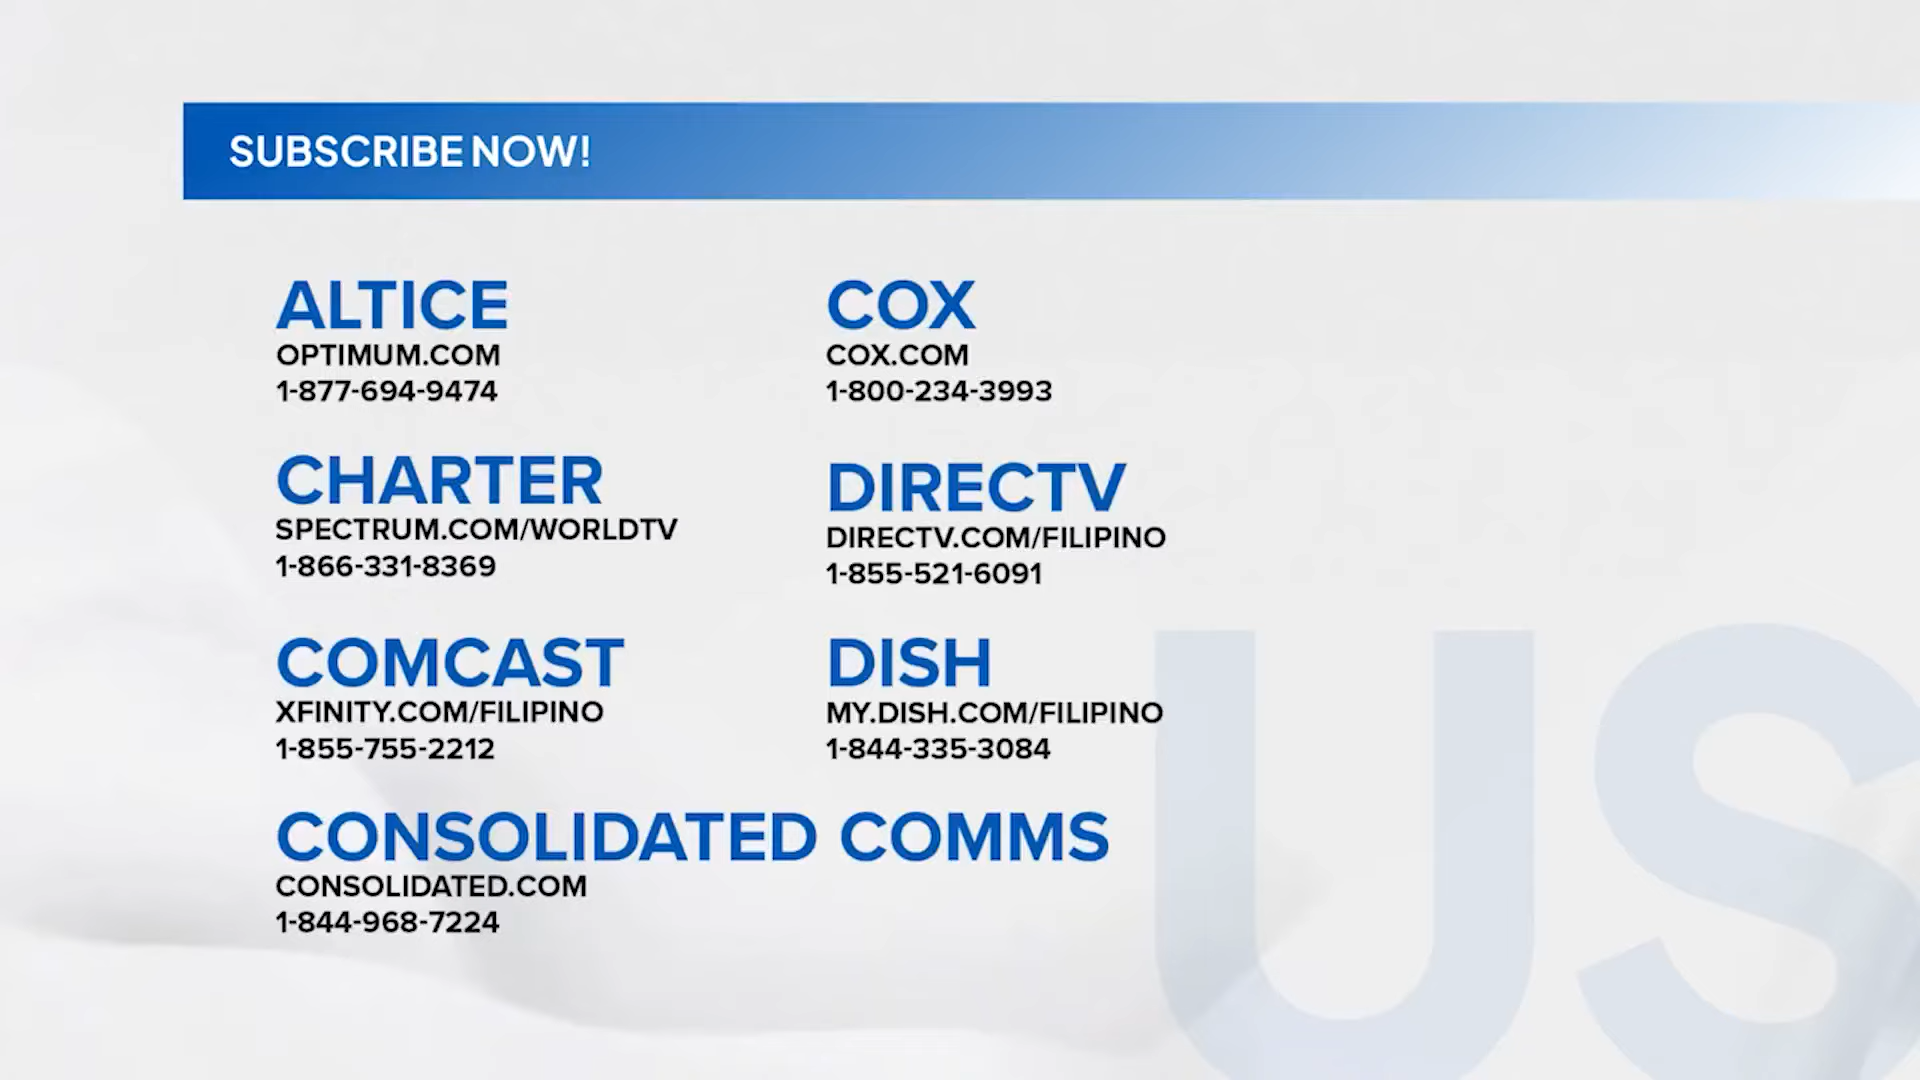 SUBSCRIBE NOW!
ALTICE
OPTIMUM.COM
1-877-694-9474
CHARTER
SPECTRUM.COM/WORLDTV
1-866-331-8369
COMCAST
XFINITY.COM/FILIPINO
1-855-755-2212
CONSOLIDATED COMMS
CONSOLIDATED.COM
1-844-968-7224
COX
COX.COM
1-800-234-3993
DIRECTV
DIRECTV.COM/FILIPINO
1-855-521-6091
DISH
MY.DISH.COM/FILIPINO
1-844-335-3084
US